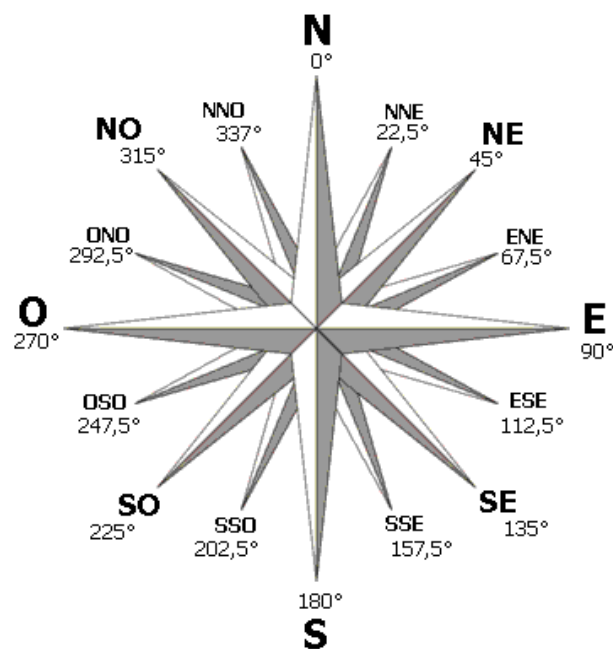 N
0°
NNO
337°
NNE
22,5°
NO
315°
NE
45°
ONO
292,5°
ENE
67,5°
O
270°
E
90°
OSO
247,5°
ESE
112,5°
SO
225°
SSO
202,5°
SSE
157,5°
SE
135°
180°
S